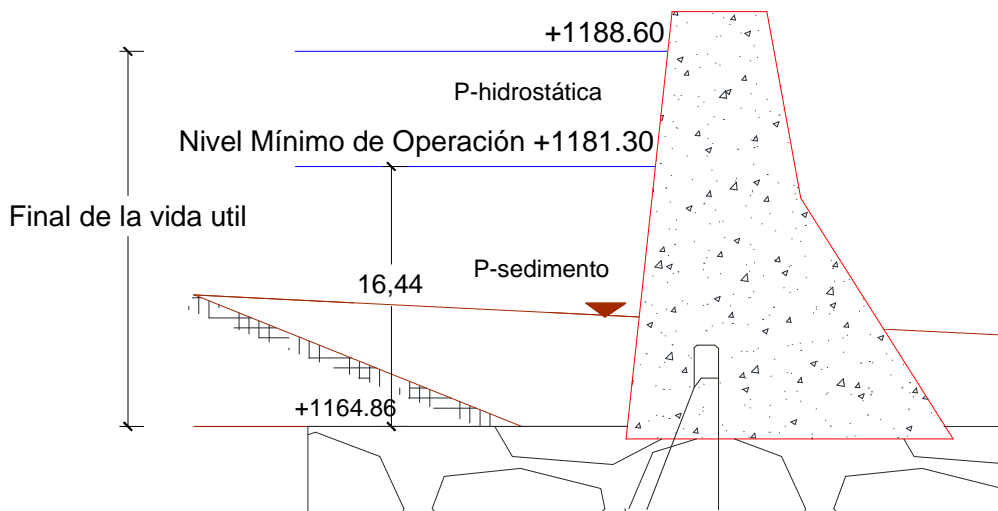 +1188.60
P-hidrostática
Nivel Mínimo de Operación +1181.30
Final de la vida util
P-sedimento
16,44
+1164.86